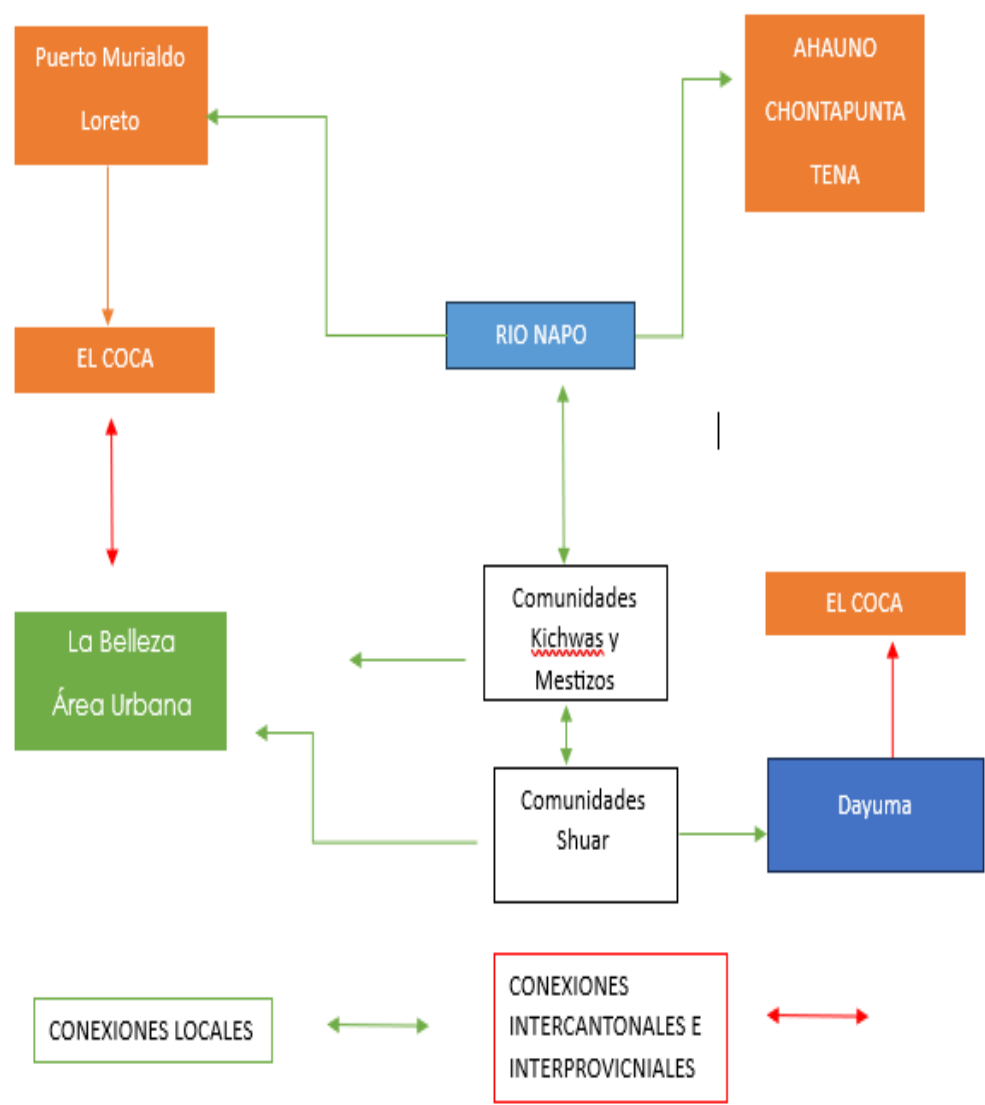 Puerto Murialdo
Loreto
AHAUNO
CHONTAPUNTA
TENA
RIO NAPO
EL COCA
Comunidades
Kichwas y
Mestizos
EL COCA
La Belleza
Área Urbana
Comunidades
Shuar
Dayuma
CONEXIONES LOCALES
CONEXIONES
INTERCANTONALES E
INTERPROVICNIALES